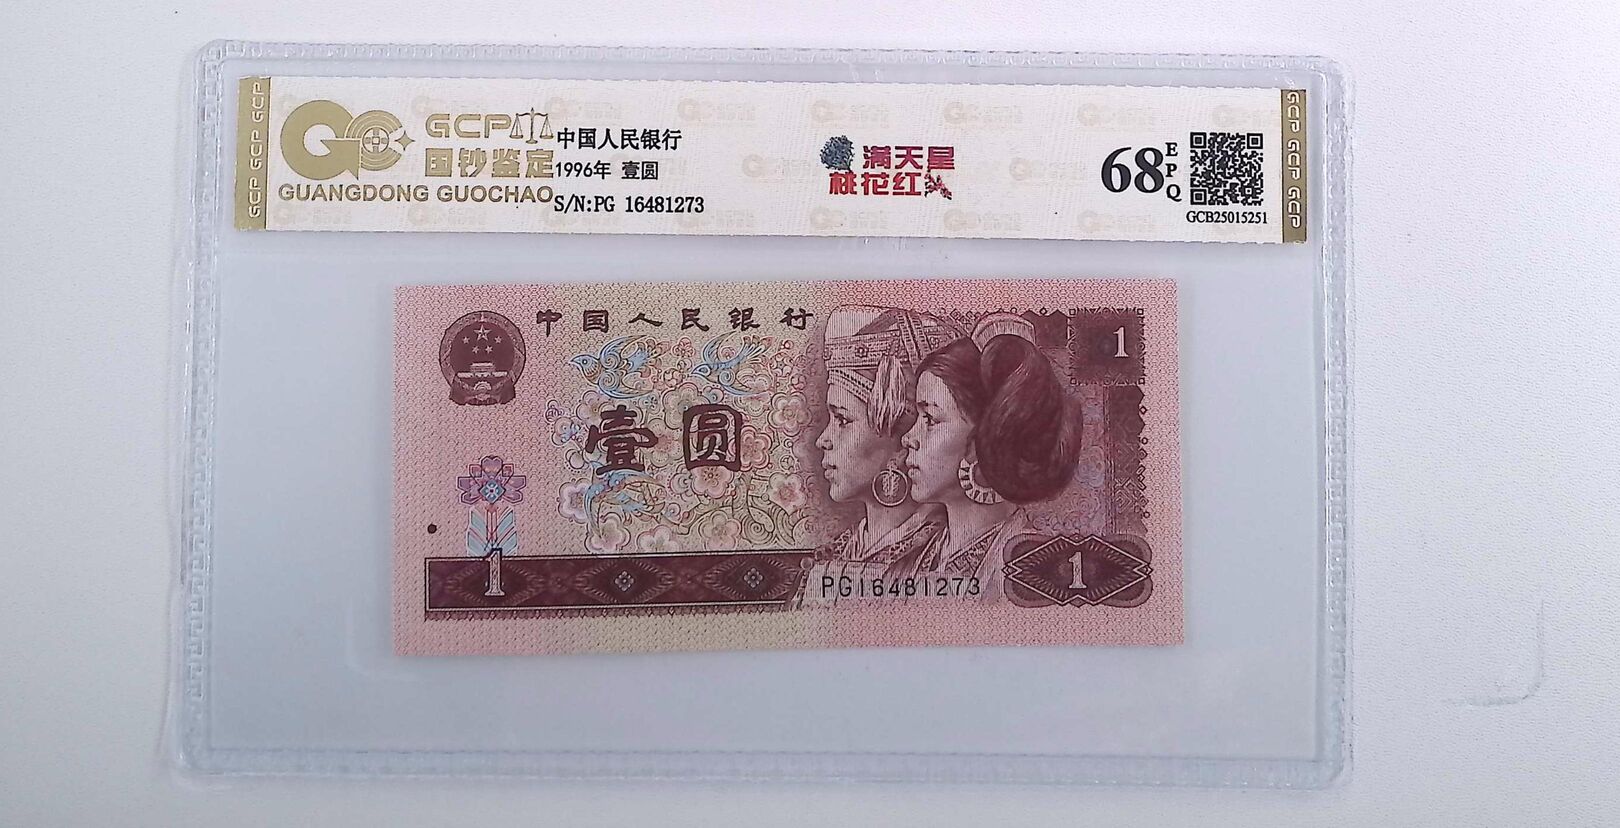 GCP GCP GCP
GCP
国钞鉴定
GUANGDONG GUOCHAO
中国人民银行
1996年 壹圆
S/N:PG 16481273
满天星
桃花红
68
EPQ
GCB25015251
GCP GCP GCP
中国人民银行
1
壹圆
1
PG16481273
1